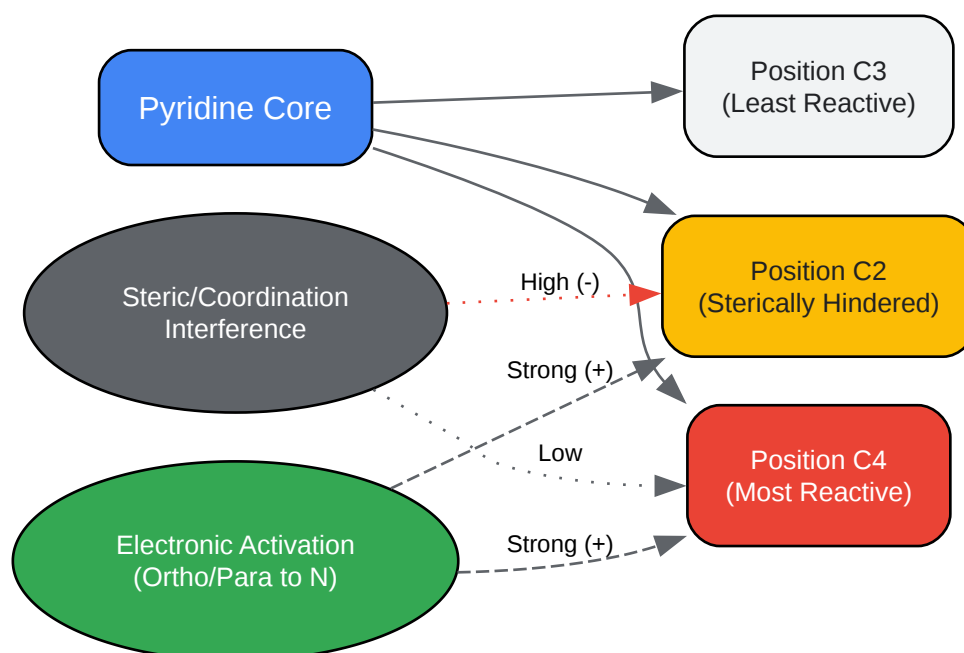 Pyridine Core
Position C3
(Least Reactive)
Steric/Coordination
Interference
High (-)
Position C2
(Sterically Hindered)
Strong (+)
Low
Position C4
(Most Reactive)
Electronic Activation
(Ortho/Para to N)
Strong (+)